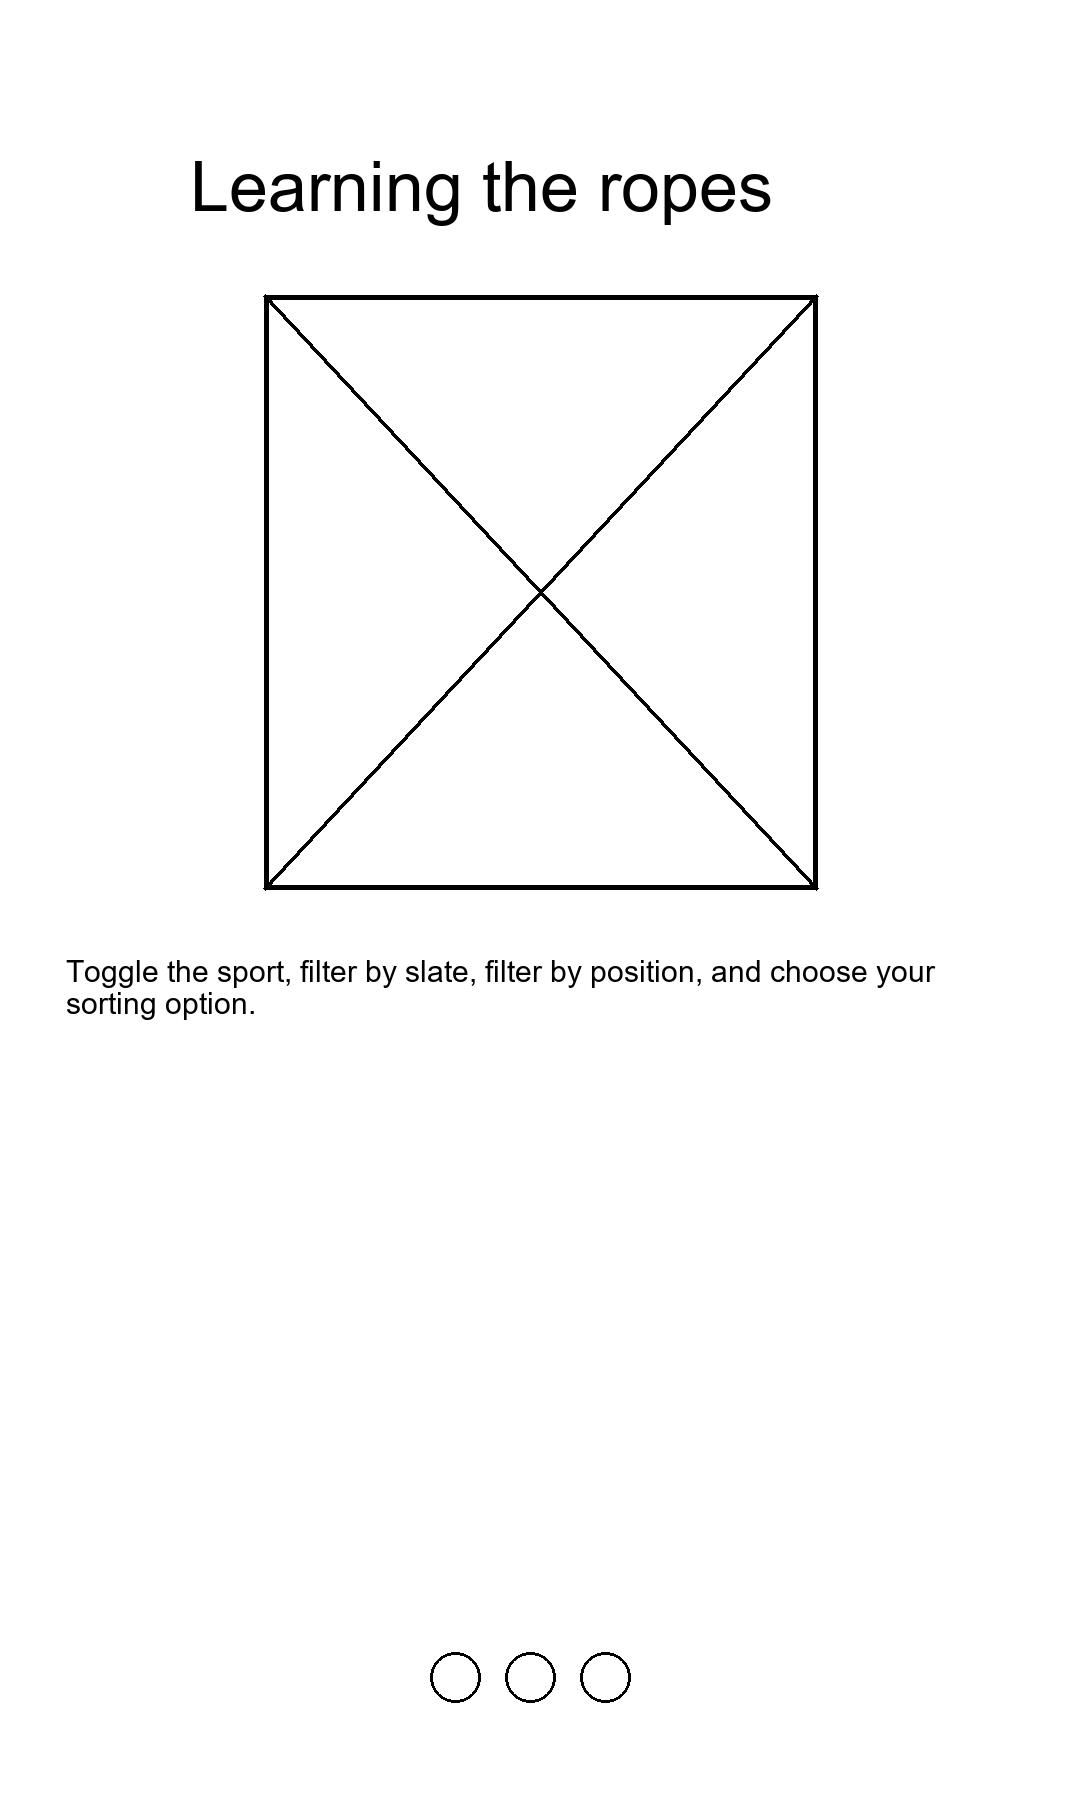 Learning the ropes
Toggle the sport, filter by slate, filter by position, and choose your
sorting option.